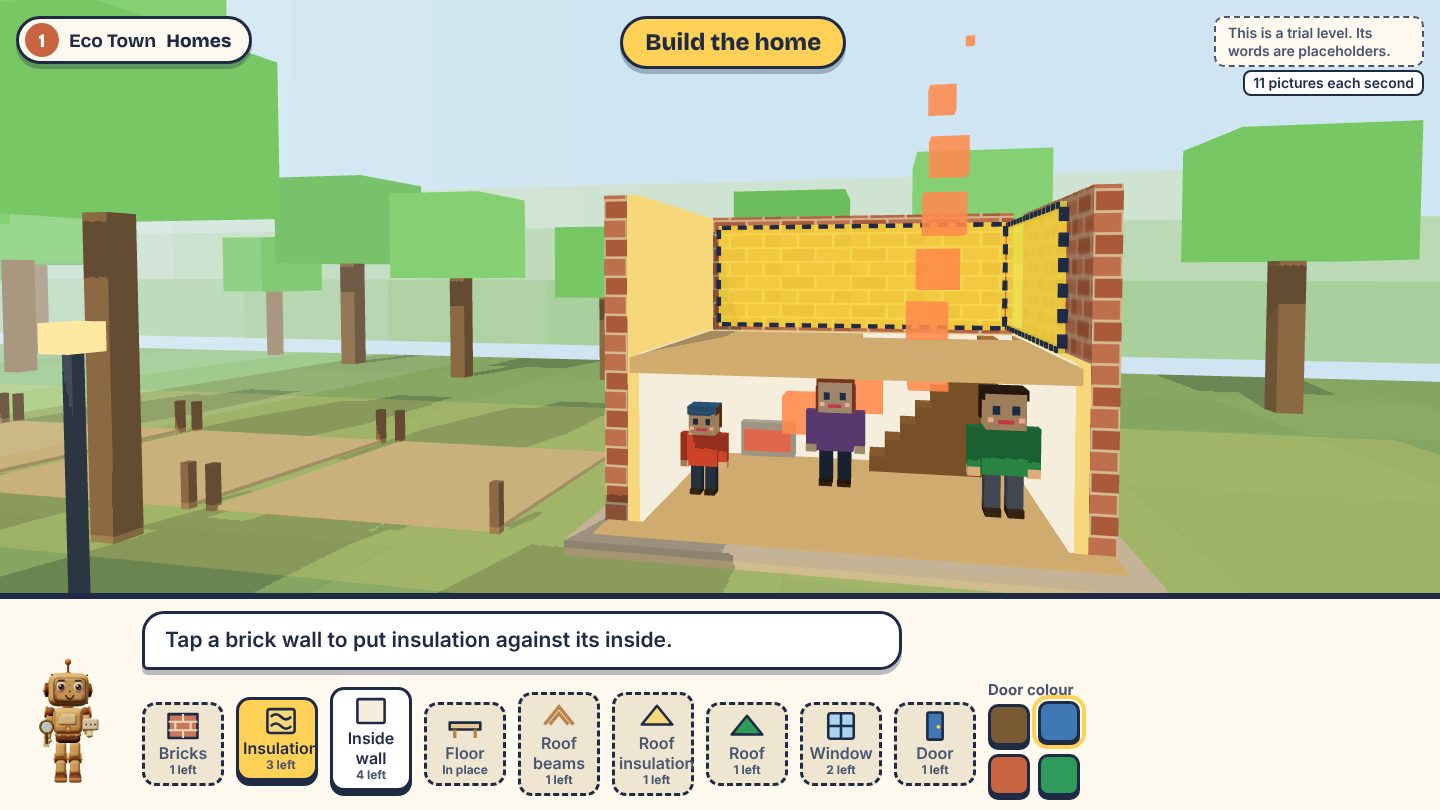 1 Eco Town Homes
Build the home
This is a trial level. Its
words are placeholders.
11 pictures each second
Tap a brick wall to put insulation against its inside.
Bricks
1 left
Insulation
3 left
Inside
wall
4 left
Floor
In place
Roof
beams
1 left
Roof
insulation
1 left
Roof
1 left
Window
2 left
Door
1 left
Door colour